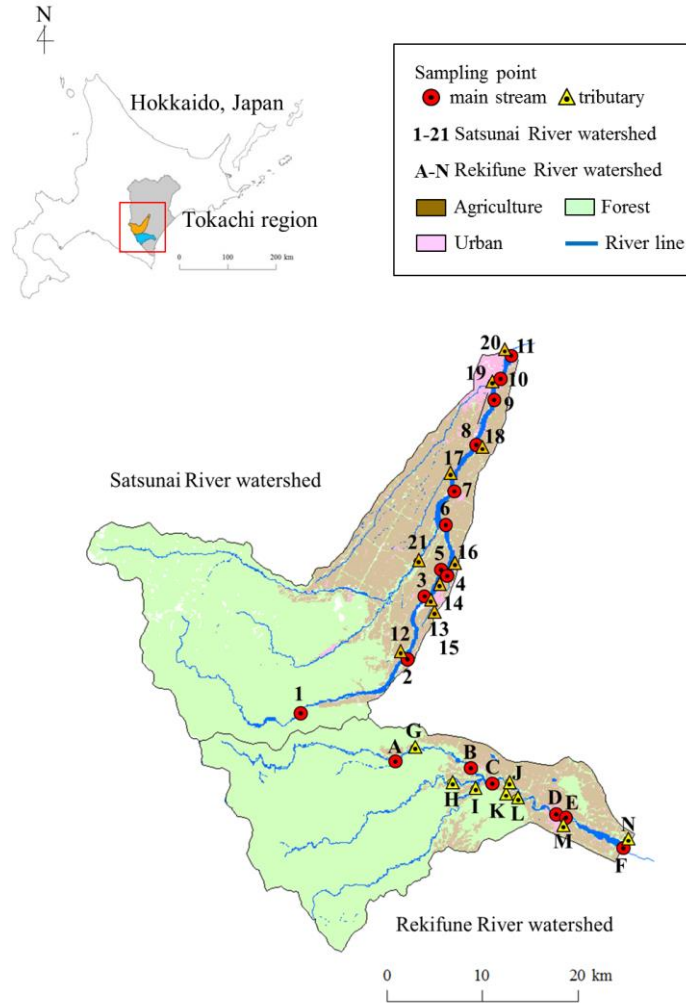 N
Hokkaido, Japan
Tokachi region
0 100 200 km
Sampling point
main stream tributary
1-21 Satsunai River watershed
A-N Rekifune River watershed
Agriculture Forest
Urban River line
20
11
19 10
9
8 18
17
Satsunai River watershed
7
6
21 5 16
3 4
14
13
12 15
2
1
G
A B C J
H I K L D E
M N
F
Rekifune River watershed
0 10 20 km